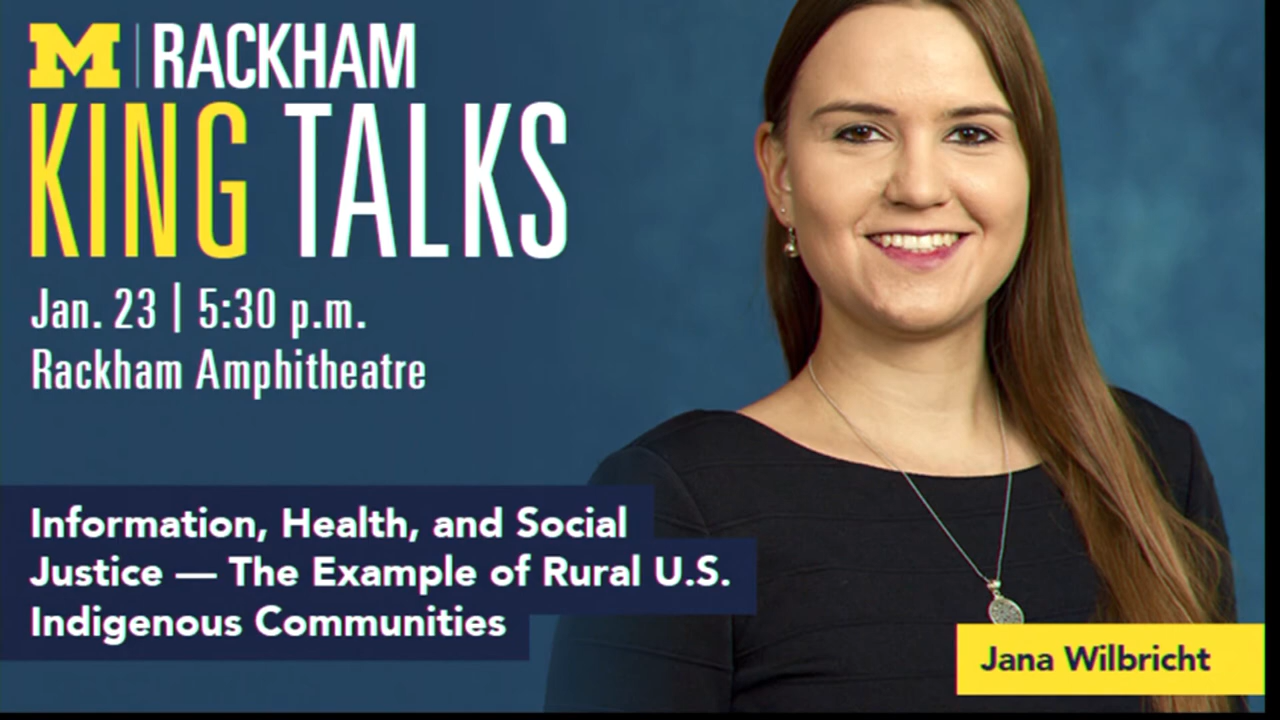 M | RACKHAM
KING TALKS
Jan. 23 | 5:30 p.m.
Rackham Amphitheatre
Information, Health, and Social
Justice — The Example of Rural U.S.
Indigenous Communities
Jana Wilbricht